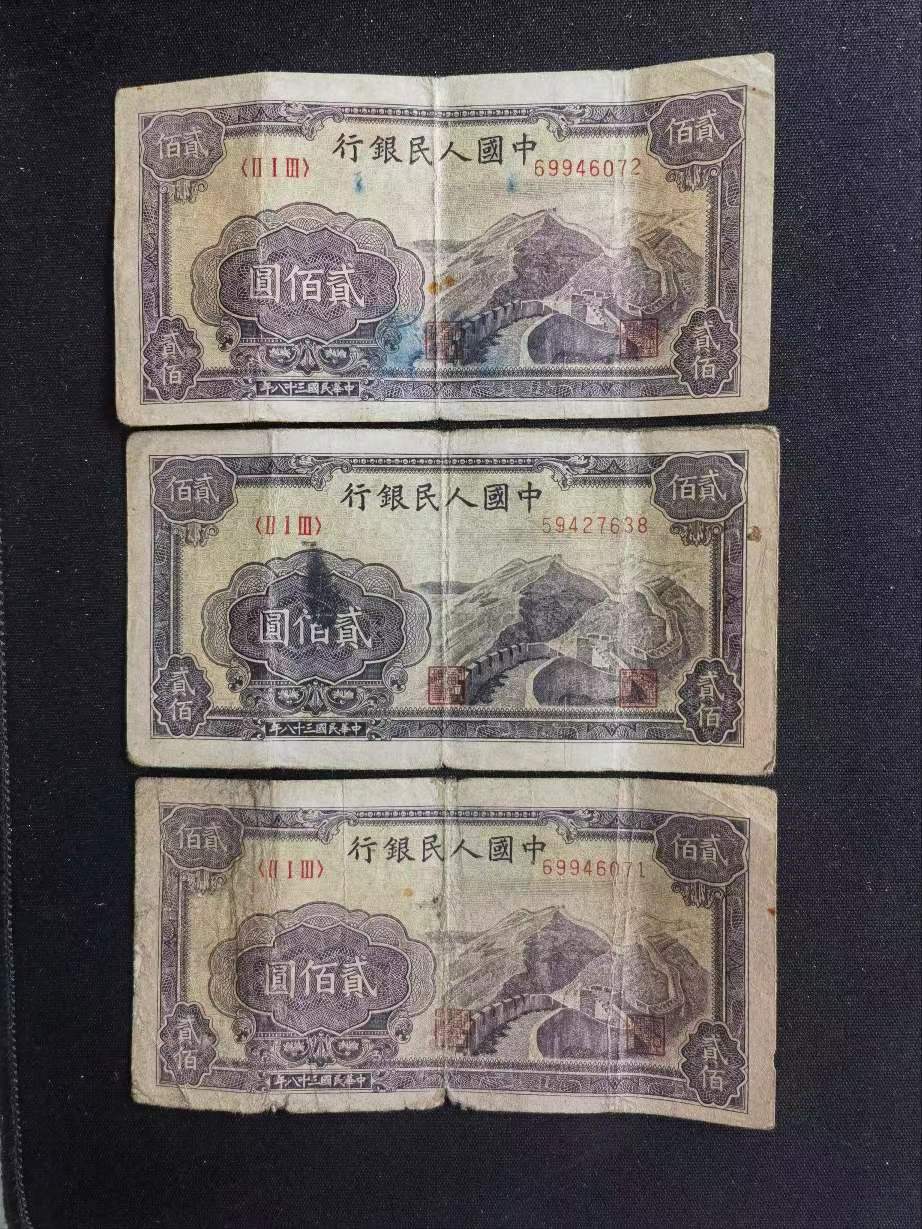 貳佰
貳佰
中國人民銀行
〈II I III〉
69946072
貳佰圓
貳佰
貳佰
中華民國三十八年
貳佰
貳佰
中國人民銀行
〈II I III〉
59427638
貳佰圓
貳佰
貳佰
中華民國三十八年
貳佰
貳佰
中國人民銀行
〈II I III〉
69946071
貳佰圓
貳佰
貳佰
中華民國三十八年